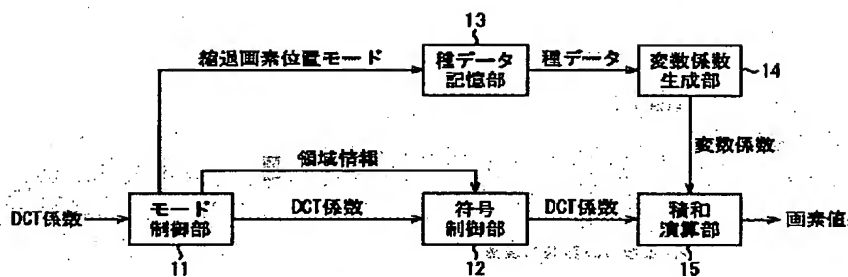 13
縮退画素位置モード
種データ
記憶部
種データ
変数係数
生成部
14
変数係数
領域情報
DCT係数
モード
制御部
DCT係数
符号
制御部
DCT係数
積和
演算部
画素値
11
12
15